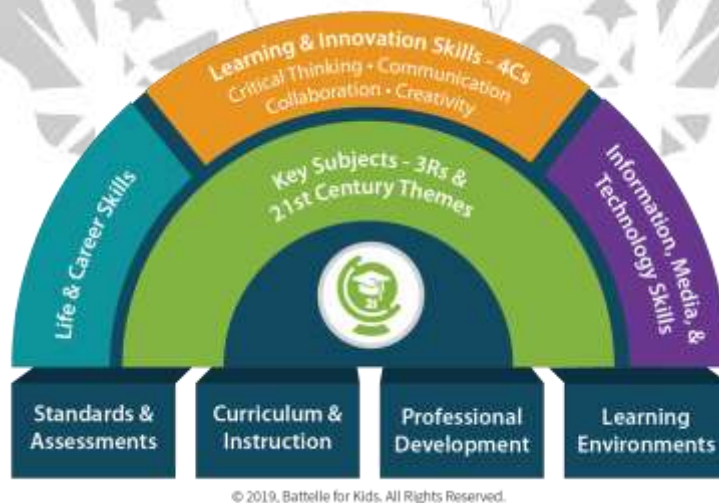 Learning & Innovation Skills - 4Cs
Critical Thinking • Communication
Collaboration • Creativity
Life & Career Skills
Key Subjects - 3Rs &
21st Century Themes
Information, Media, &
Technology Skills
21
Standards &
Assessments
Curriculum &
Instruction
Professional
Development
Learning
Environments
© 2019, Battelle for Kids. All Rights Reserved.